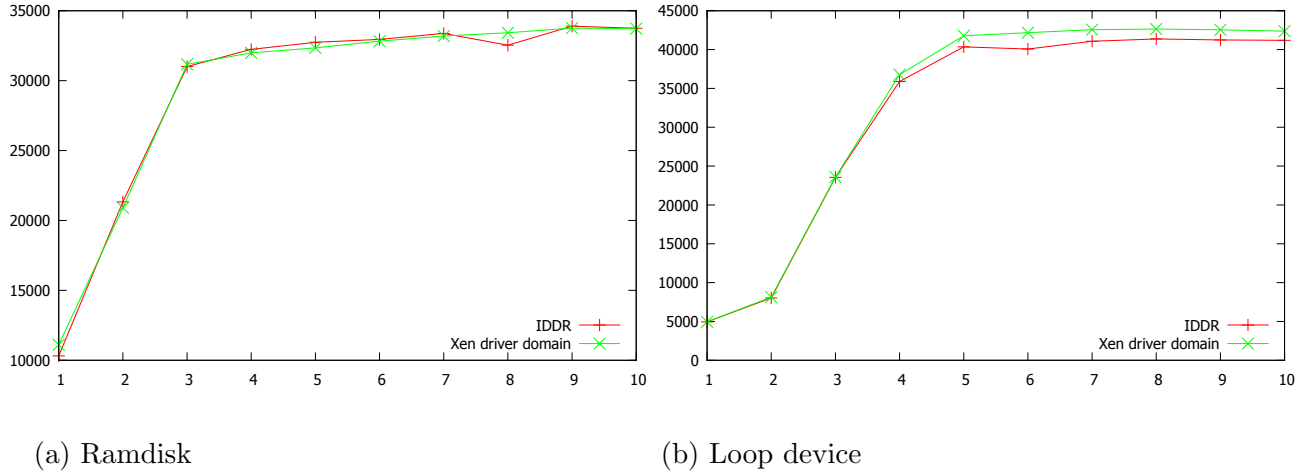 35000
30000
25000
20000
15000
10000
1 2 3 4 5 6 7 8 9 10
IDDR
Xen driver domain
(a) Ramdisk
45000
40000
35000
30000
25000
20000
15000
10000
5000
0
1 2 3 4 5 6 7 8 9 10
IDDR
Xen driver domain
(b) Loop device